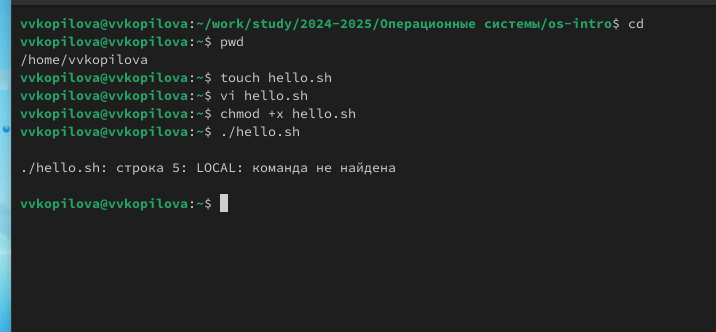 vvkopilova@vvkopilova:~/work/study/2024-2025/Операционные системы/os-intro$ cd
vvkopilova@vvkopilova:~$ pwd
/home/vvkopilova
vvkopilova@vvkopilova:~$ touch hello.sh
vvkopilova@vvkopilova:~$ vi hello.sh
vvkopilova@vvkopilova:~$ chmod +x hello.sh
vvkopilova@vvkopilova:~$ ./hello.sh
./hello.sh: строка 5: LOCAL: команда не найдена
vvkopilova@vvkopilova:~$